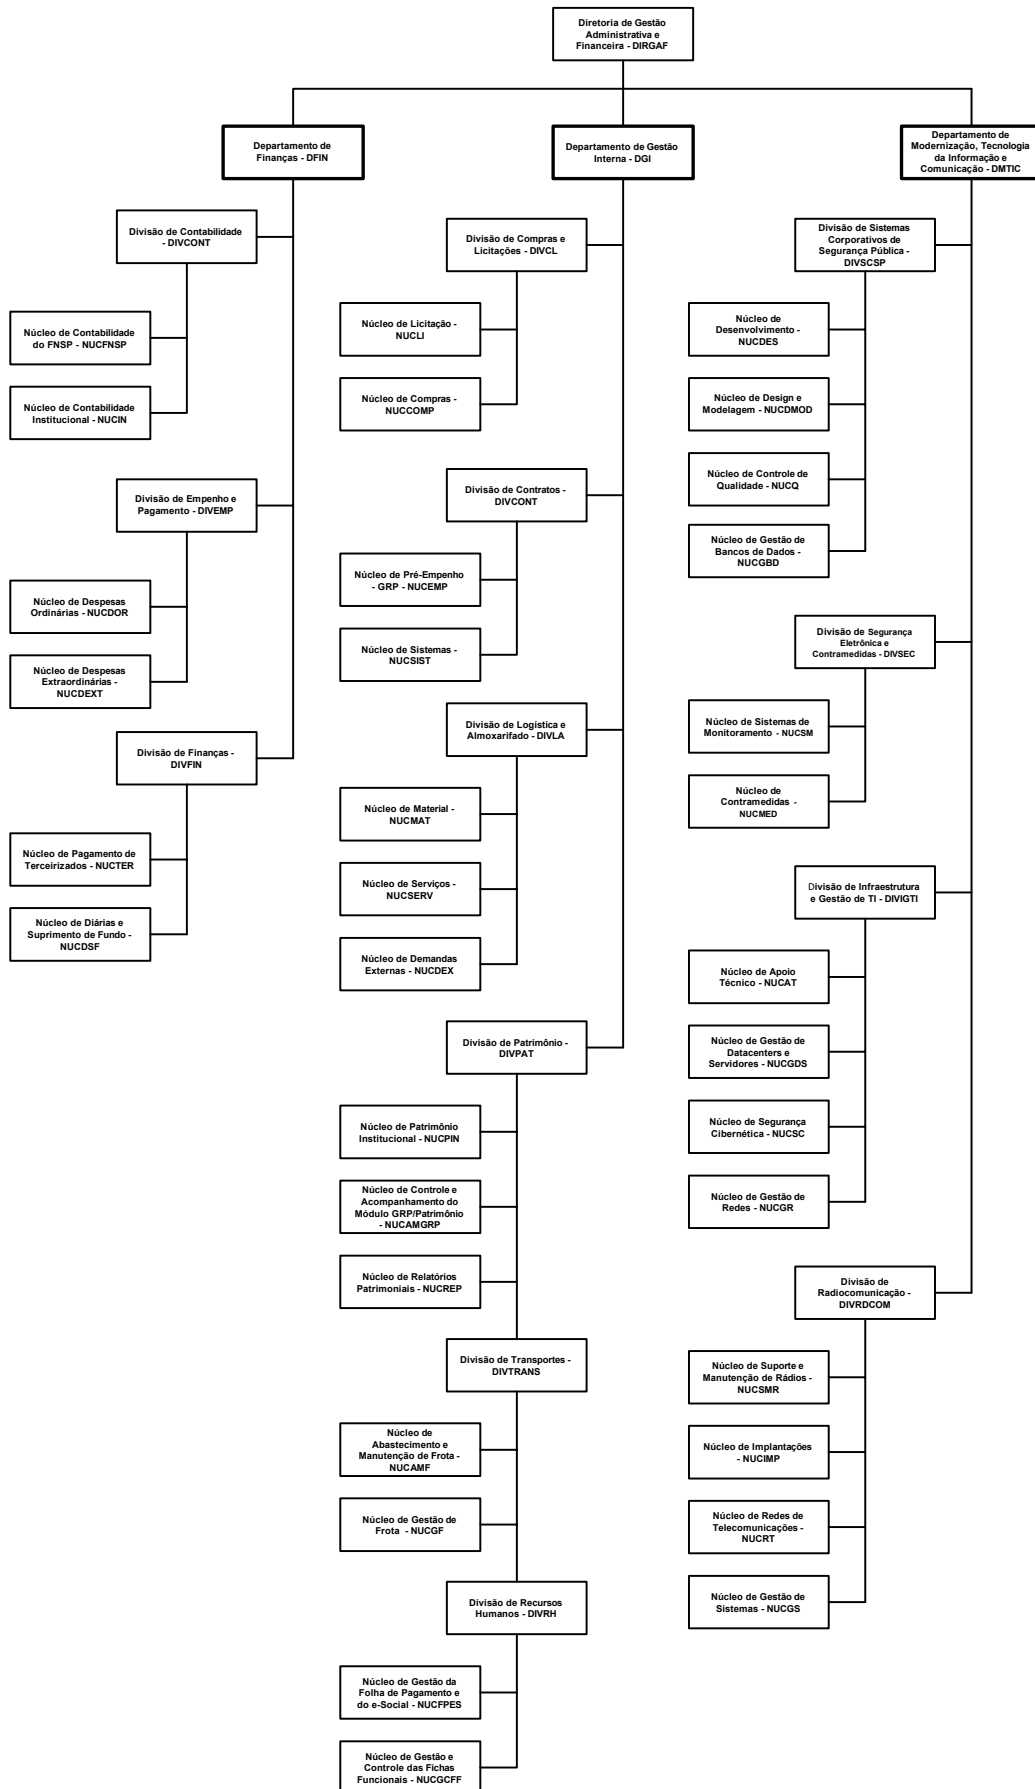 Diretoria de Gestão
Administrativa e
Financeira - DIRGAF
Departamento de
Finanças - DFIN
Departamento de Gestão
Interna - DGI
Departamento de
Modernização, Tecnologia
da Informação e
Comunicação - DMTIC
Divisão de Contabilidade
- DIVCONT
Núcleo de Contabilidade
do FNSP - NUCFNSP
Núcleo de Contabilidade
Institucional - NUCIN
Divisão de Empenho e
Pagamento - DIVEMP
Núcleo de Despesas
Ordinárias - NUCDOR
Núcleo de Despesas
Extraordinárias -
NUCDEXT
Divisão de Finanças -
DIVFIN
Núcleo de Pagamento de
Terceirizados - NUCTER
Núcleo de Diárias e
Suprimento de Fundo -
NUCDSF
Divisão de Compras e
Licitações - DIVCL
Núcleo de Licitação -
NUCLI
Núcleo de Compras -
NUCCOMP
Divisão de Contratos -
DIVCONT
Núcleo de Pré-Empenho
- GRP - NUCEMP
Núcleo de Sistemas -
NUCSIST
Divisão de Logística e
Almoxarifado - DIVLA
Núcleo de Material -
NUCMAT
Núcleo de Serviços -
NUCSERV
Núcleo de Demandas
Externas - NUCDEX
Divisão de Patrimônio -
DIVPAT
Núcleo de Patrimônio
Institucional - NUCPIN
Núcleo de Controle e
Acompanhamento do
Módulo GRP/Patrimônio
- NUCAMGRP
Núcleo de Relatórios
Patrimoniais - NUCREP
Divisão de Transportes -
DIVTRANS
Núcleo de
Abastecimento e
Manutenção de Frota -
NUCAMF
Núcleo de Gestão de
Frota - NUCGF
Divisão de Recursos
Humanos - DIVRH
Núcleo de Gestão da
Folha de Pagamento e
do e-Social - NUCFPES
Núcleo de Gestão e
Controle das Fichas
Funcionais - NUCGCFF
Divisão de Sistemas
Corporativos de
Segurança Pública -
DIVSCSP
Núcleo de
Desenvolvimento -
NUCDES
Núcleo de Design e
Modelagem - NUCDMOD
Núcleo de Controle de
Qualidade - NUCQ
Núcleo de Gestão de
Bancos de Dados -
NUCGBD
Divisão de Segurança
Eletrônica e
Contramedidas - DIVSEC
Núcleo de Sistemas de
Monitoramento - NUCSM
Núcleo de
Contramedidas -
NUCMED
Divisão de Infraestrutura
e Gestão de TI - DIVIGTI
Núcleo de Apoio
Técnico - NUCAT
Núcleo de Gestão de
Datacenters e
Servidores - NUCGDS
Núcleo de Segurança
Cibernética - NUCSC
Núcleo de Gestão de
Redes - NUCGR
Divisão de
Radiocomunicação -
DIVRDCOM
Núcleo de Suporte e
Manutenção de Rádios -
NUCSMR
Núcleo de Implantações
- NUCIMP
Núcleo de Redes de
Telecomunicações -
NUCRT
Núcleo de Gestão de
Sistemas - NUCGS